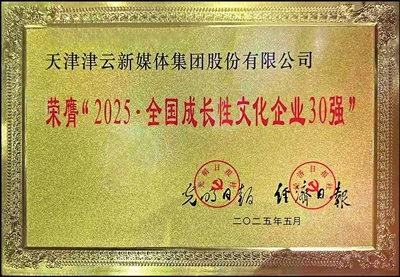 天津津云新媒体集团股份有限公司
荣膺“2025·全国成长性文化企业30强”
光明日报 经济日报
二〇二五年五月